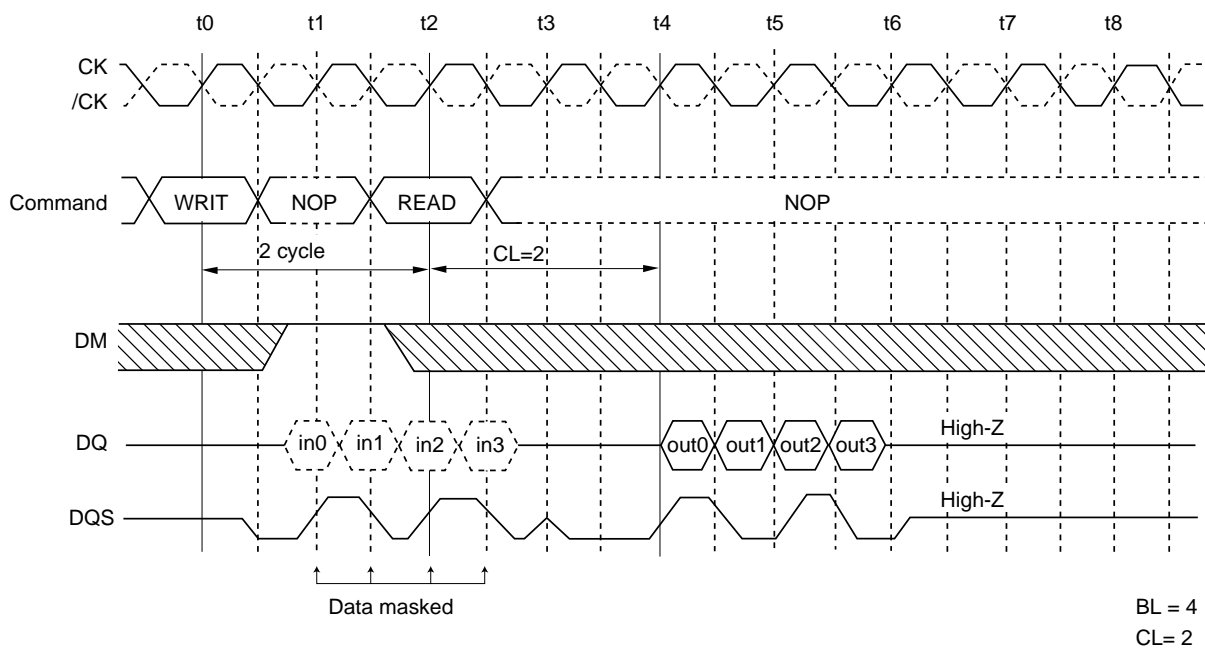 t0 t1 t2 t3 t4 t5 t6 t7 t8
CK
/CK
Command WRIT NOP READ NOP
2 cycle CL=2
DM
DQ in0 in1 in2 in3 out0 out1 out2 out3 High-Z
DQS High-Z
Data masked
BL = 4
CL= 2